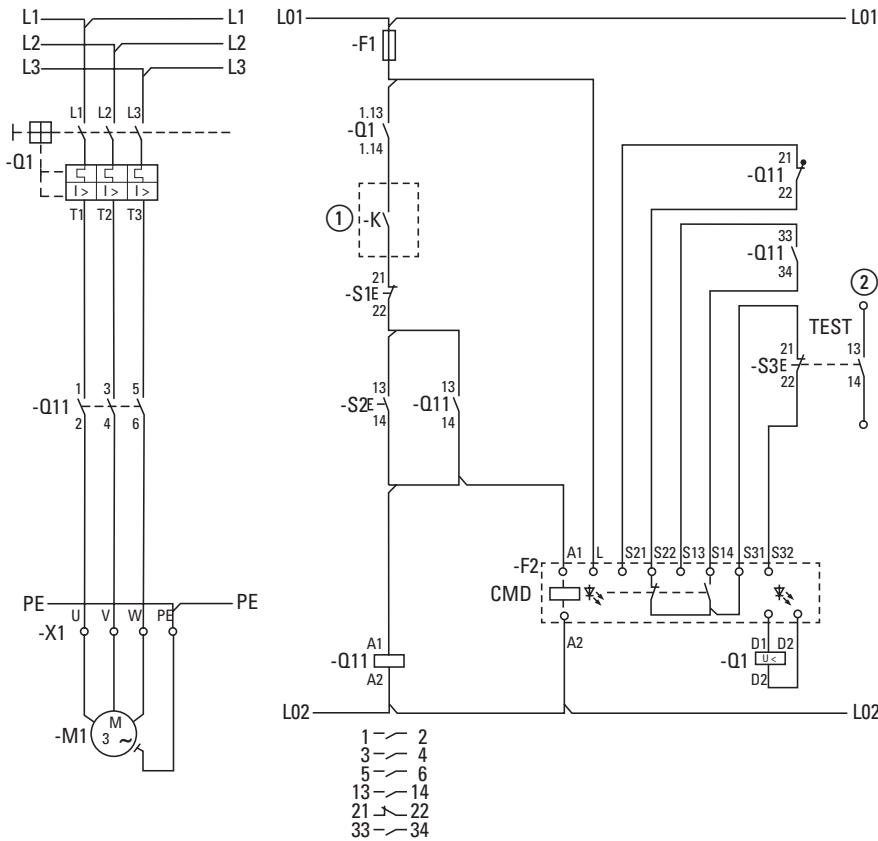 L1 L1
L2 L2
L3 L3
L1 L2 L3
-Q1
I> I> I>
T1 T2 T3
1 3 5
-Q11
2 4 6
PE PE
U V W PE
-X1
-M1
M
3 ~
L01 L01
-F1
1.13
-Q1
1.14
1 -K
21
-S1E
22
13
-S2E
14
13
-Q11
14
A1
-Q11
A2
L02 L02
1 2
3 4
5 6
13 14
21 22
33 34
21
-Q11
22
33
-Q11
34
2
TEST
21
-S3E
22
13
14
-F2
A1 L S21 S22 S13 S14 S31 S32
CMD
A2
D1 D2
-Q1
U <
D2